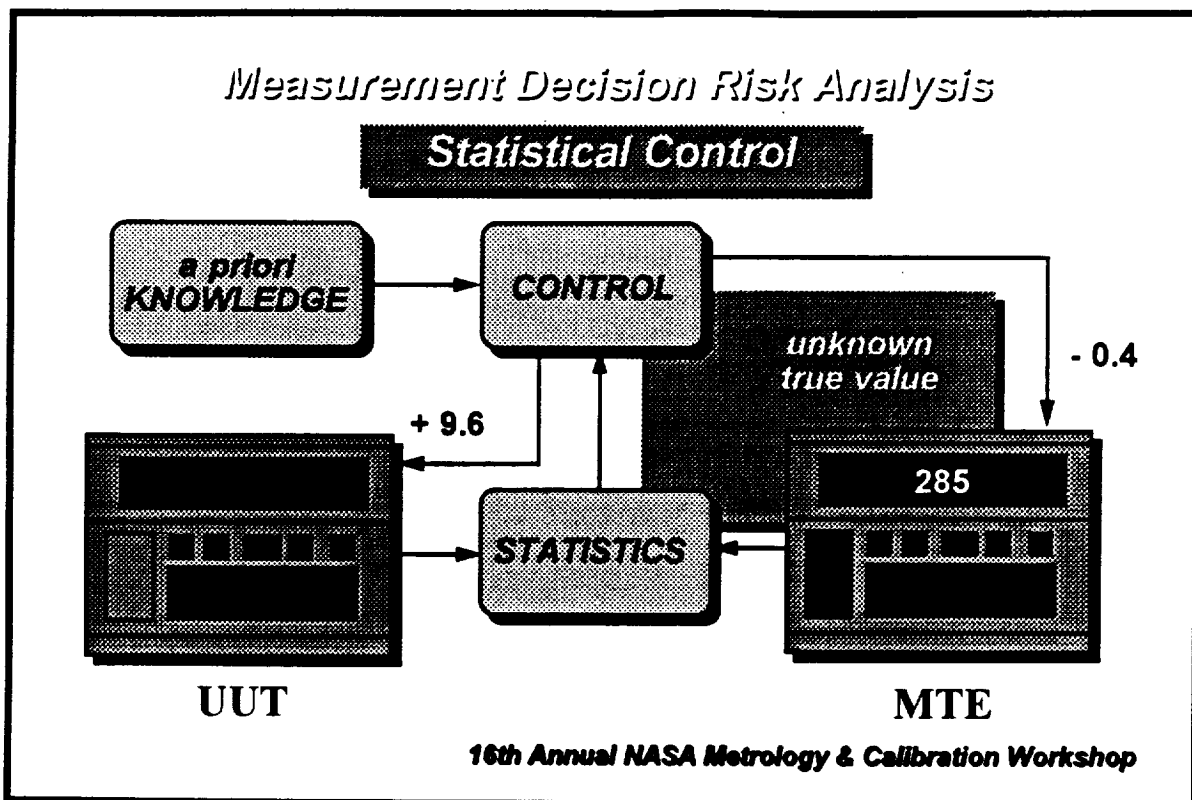 Measurement Decision Risk Analysis
Statistical Control
a priori
KNOWLEDGE
CONTROL
unknown
true value
- 0.4
+ 9.6
285
STATISTICS
UUT
MTE
16th Annual NASA Metrology & Calibration Workshop